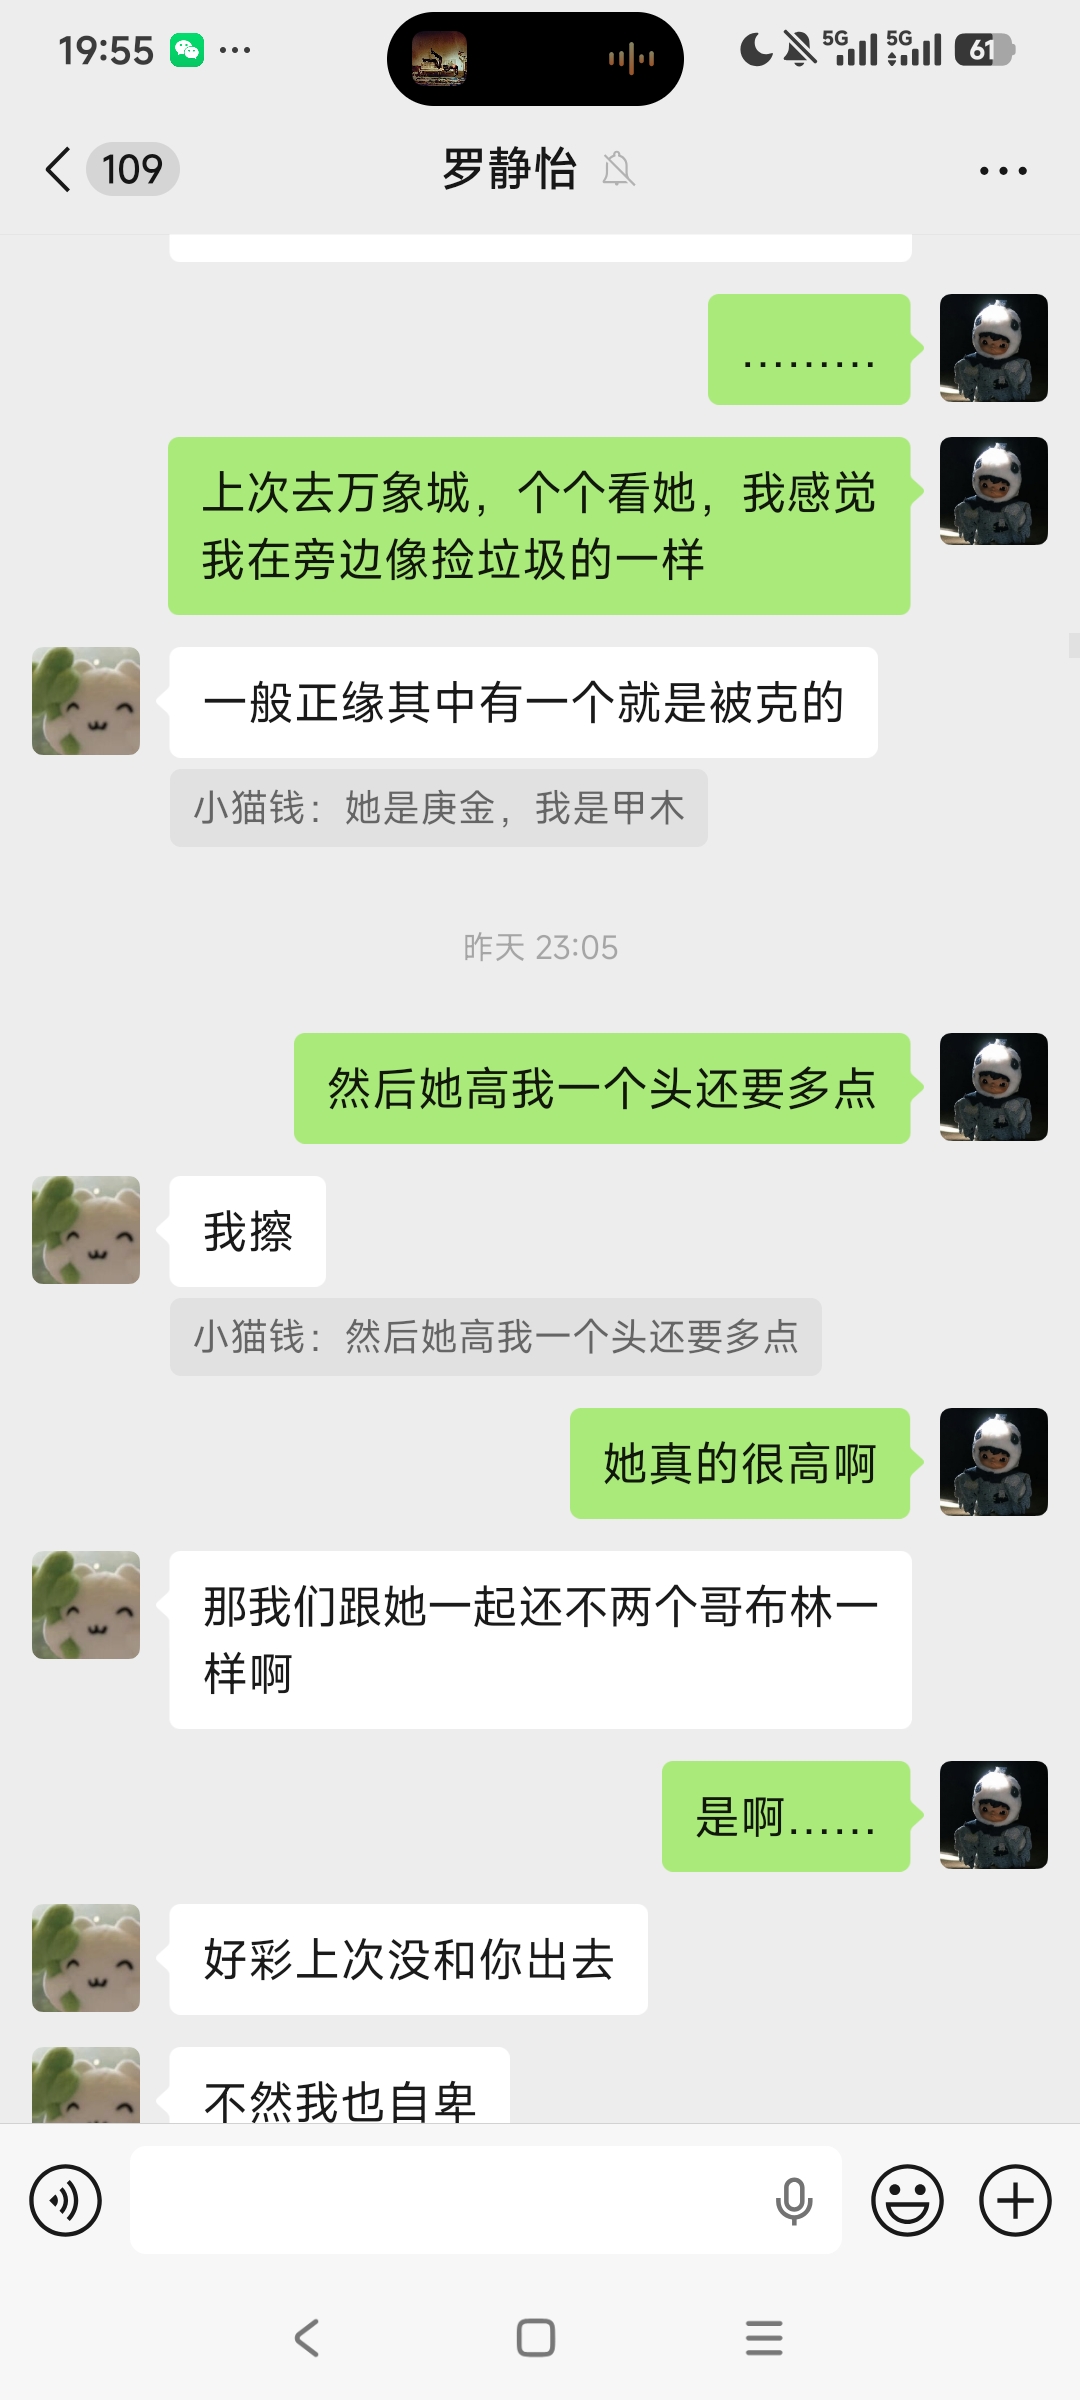 19:55
5G
5G
61
109
罗静怡
.........
上次去万象城，个个看她，我感觉
我在旁边像捡垃圾的一样
一般正缘其中有一个就是被克的
小猫钱：她是庚金，我是甲木
昨天 23:05
然后她高我一个头还要多点
我擦
小猫钱：然后她高我一个头还要多点
她真的很高啊
那我们跟她一起还不两个哥布林一
样啊
是啊......
好彩上次没和你出去
不然我也自卑